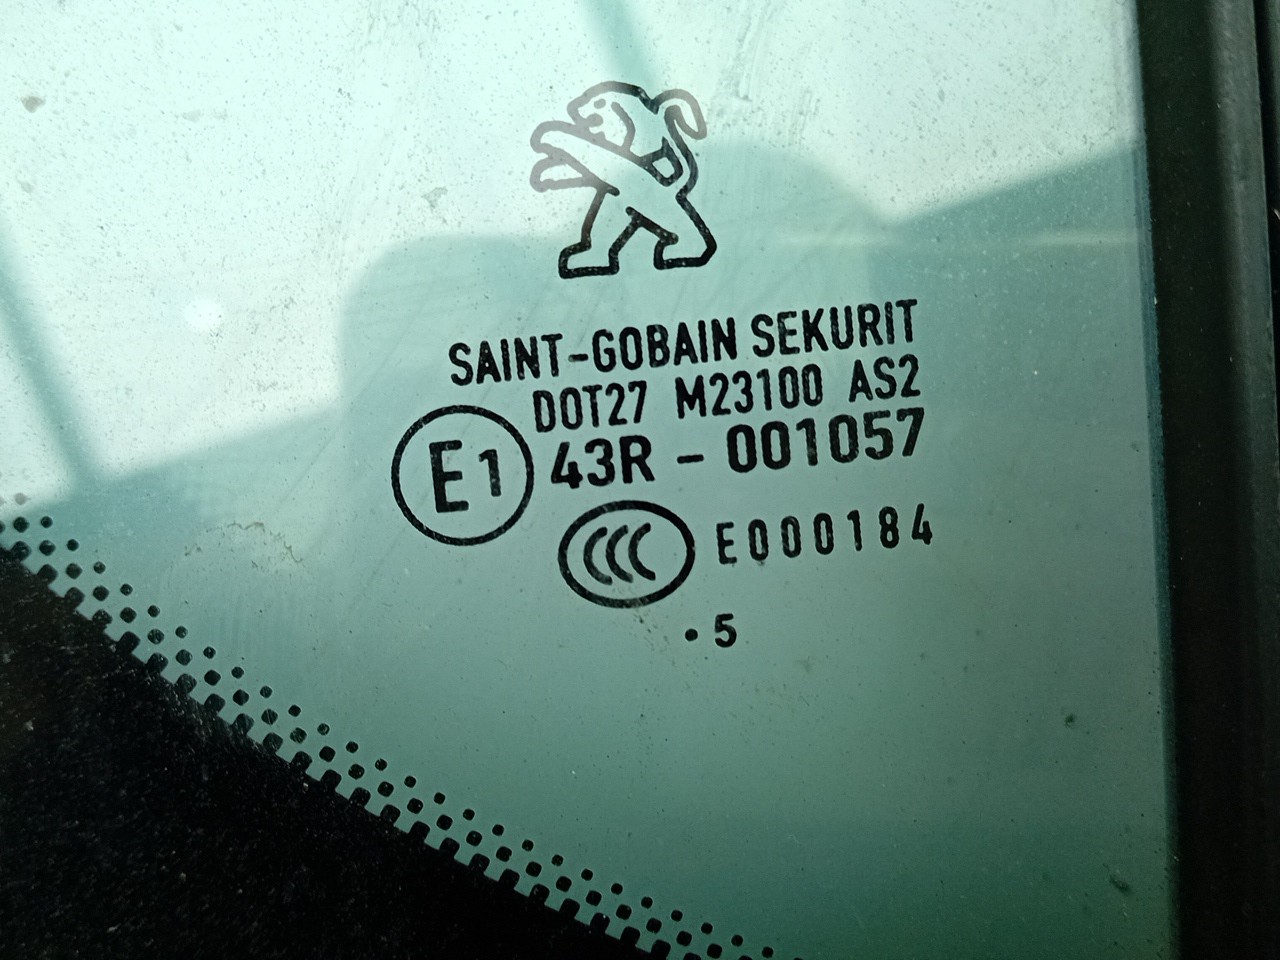 SAINT-GOBAIN SEKURIT
DOT27 M23100 AS2
E1 43R - 001057
CCC E000184
·5